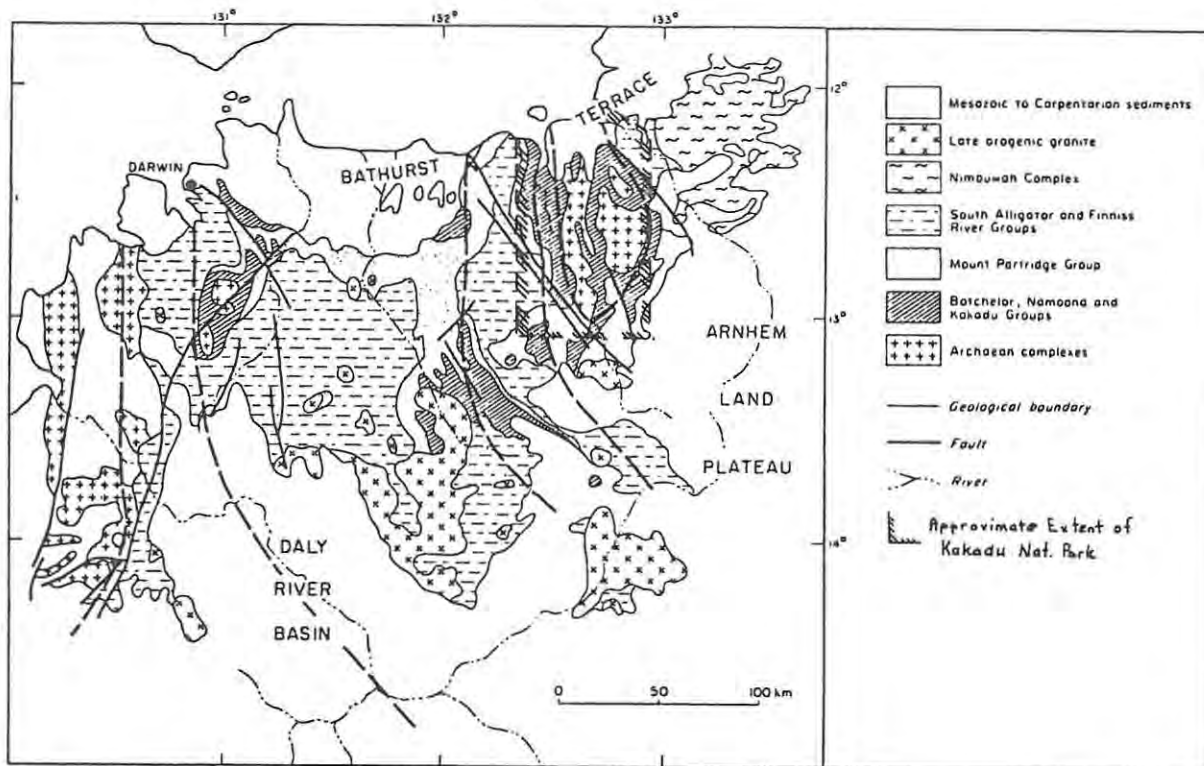 131°
132°
133°
12°
TERRACE
DARWIN
BATHURST
13°
ARNHEM
LAND
PLATEAU
14°
DALY
RIVER
BASIN
0 50 100 km
Mesozoic to Carpentarian sediments
Late orogenic granite
Nimbuwah Complex
South Alligator and Finniss
River Groups
Mount Partridge Group
Batchelor, Namoona and
Kakadu Groups
Archaean complexes
Geological boundary
Fault
River
Approximate Extent of
Kakadu Nat. Park